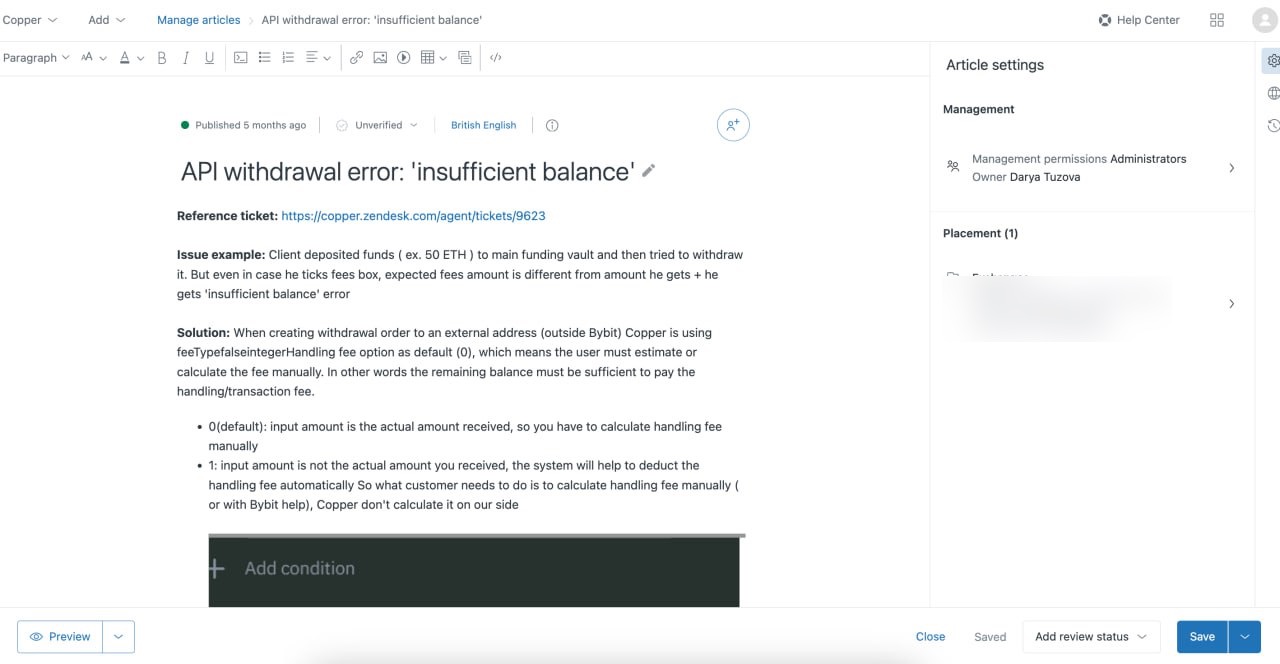 Copper Add Manage articles API withdrawal error: 'insufficient balance' Help Center
Paragraph AA A B I U
Article settings
Management
Published 5 months ago Unverified British English
Management permissions Administrators
Owner Darya Tuzova
API withdrawal error: 'insufficient balance'
Reference ticket: https://copper.zendesk.com/agent/tickets/9623
Placement (1)
Issue example: Client deposited funds ( ex. 50 ETH ) to main funding vault and then tried to withdraw
it. But even in case he ticks fees box, expected fees amount is different from amount he gets + he
gets 'insufficient balance' error
Solution: When creating withdrawal order to an external address (outside Bybit) Copper is using
feeTypefalseintegerHandling fee option as default (0), which means the user must estimate or
calculate the fee manually. In other words the remaining balance must be sufficient to pay the
handling/transaction fee.
• 0(default): input amount is the actual amount received, so you have to calculate handling fee
manually
• 1: input amount is not the actual amount you received, the system will help to deduct the
handling fee automatically So what customer needs to do is to calculate handling fee manually (
or with Bybit help), Copper don't calculate it on our side
+ Add condition
Preview Close Saved Add review status Save